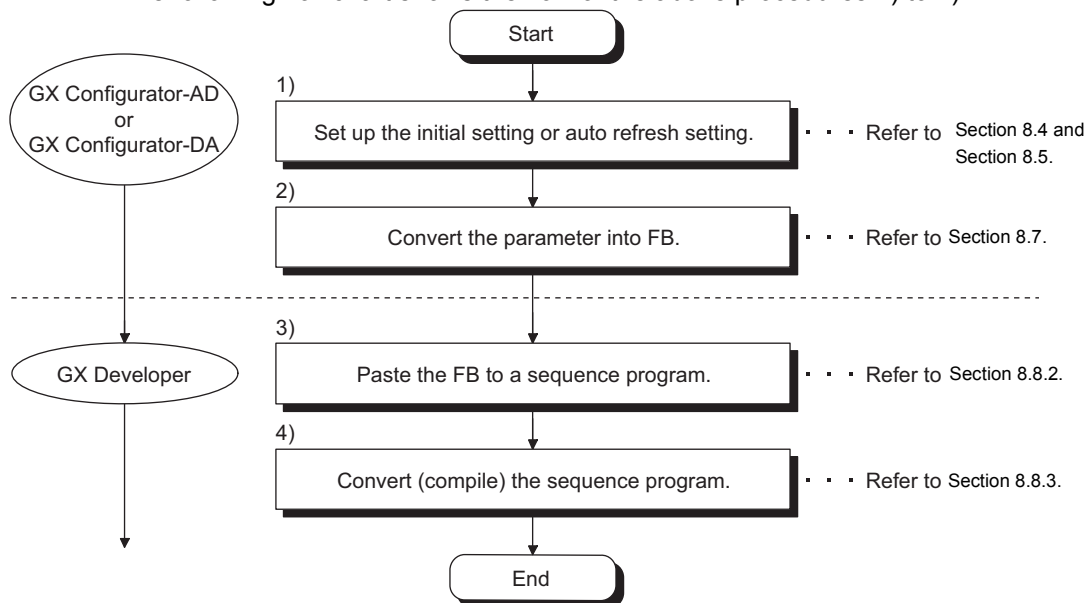 Start
GX Configurator-AD
or
GX Configurator-DA
1)
Set up the initial setting or auto refresh setting.
· · · Refer to Section 8.4 and
Section 8.5.
2)
Convert the parameter into FB.
· · · Refer to Section 8.7.
GX Developer
3)
Paste the FB to a sequence program.
· · · Refer to Section 8.8.2.
4)
Convert (compile) the sequence program.
· · · Refer to Section 8.8.3.
End